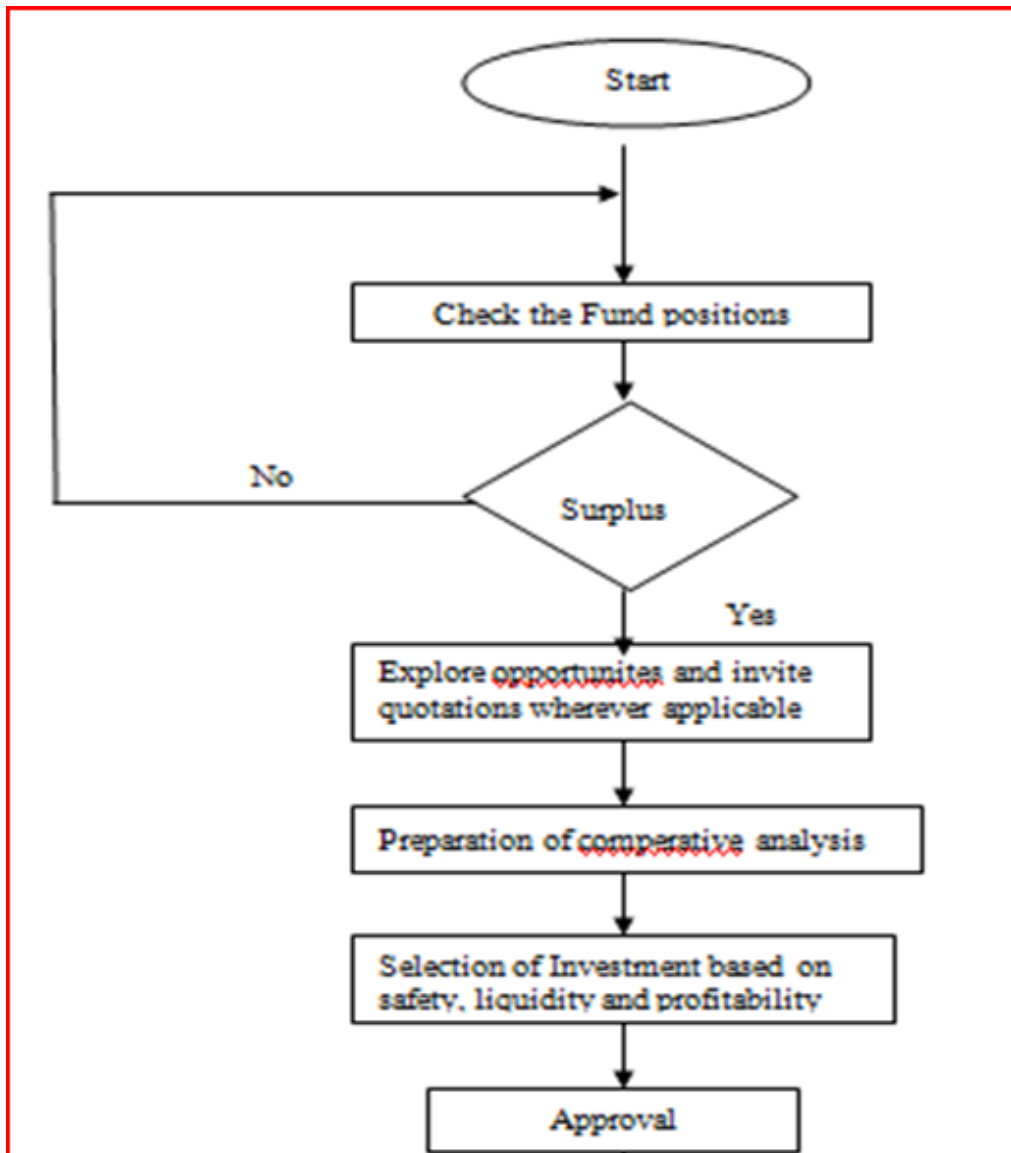 Start
Check the Fund positions
No
Surplus
Yes
Explore opportunites and invite
quotations wherever applicable
Preparation of comperative analysis
Selection of Investment based on
safety, liquidity and profitability
Approval